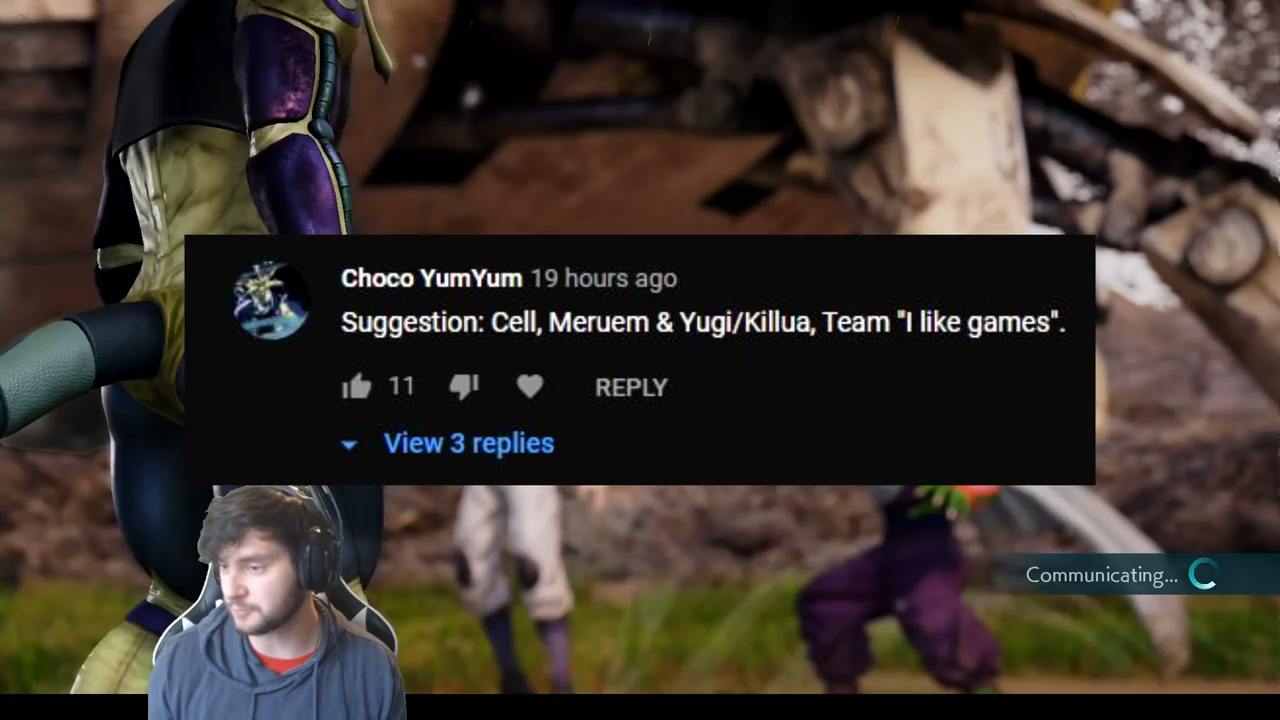 Choco YumYum 19 hours ago
Suggestion: Cell, Meruem & Yugi/Killua, Team "I like games".
11 REPLY
View 3 replies
Communicating...